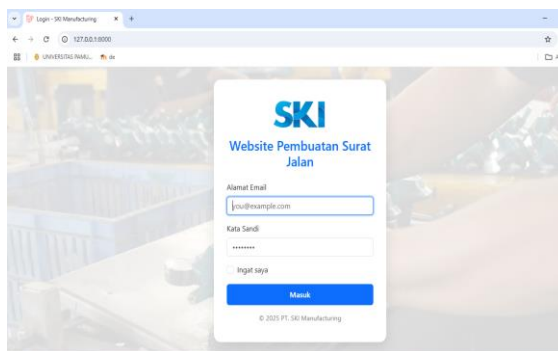 Login - SKI Manufacturing
127.0.0.1:8000
UNIVERSITAS PAMU...
de
SKI
Website Pembuatan Surat
Jalan
Alamat Email
you@example.com
Kata Sandi
Ingat saya
Masuk
© 2025 PT. SKI Manufacturing